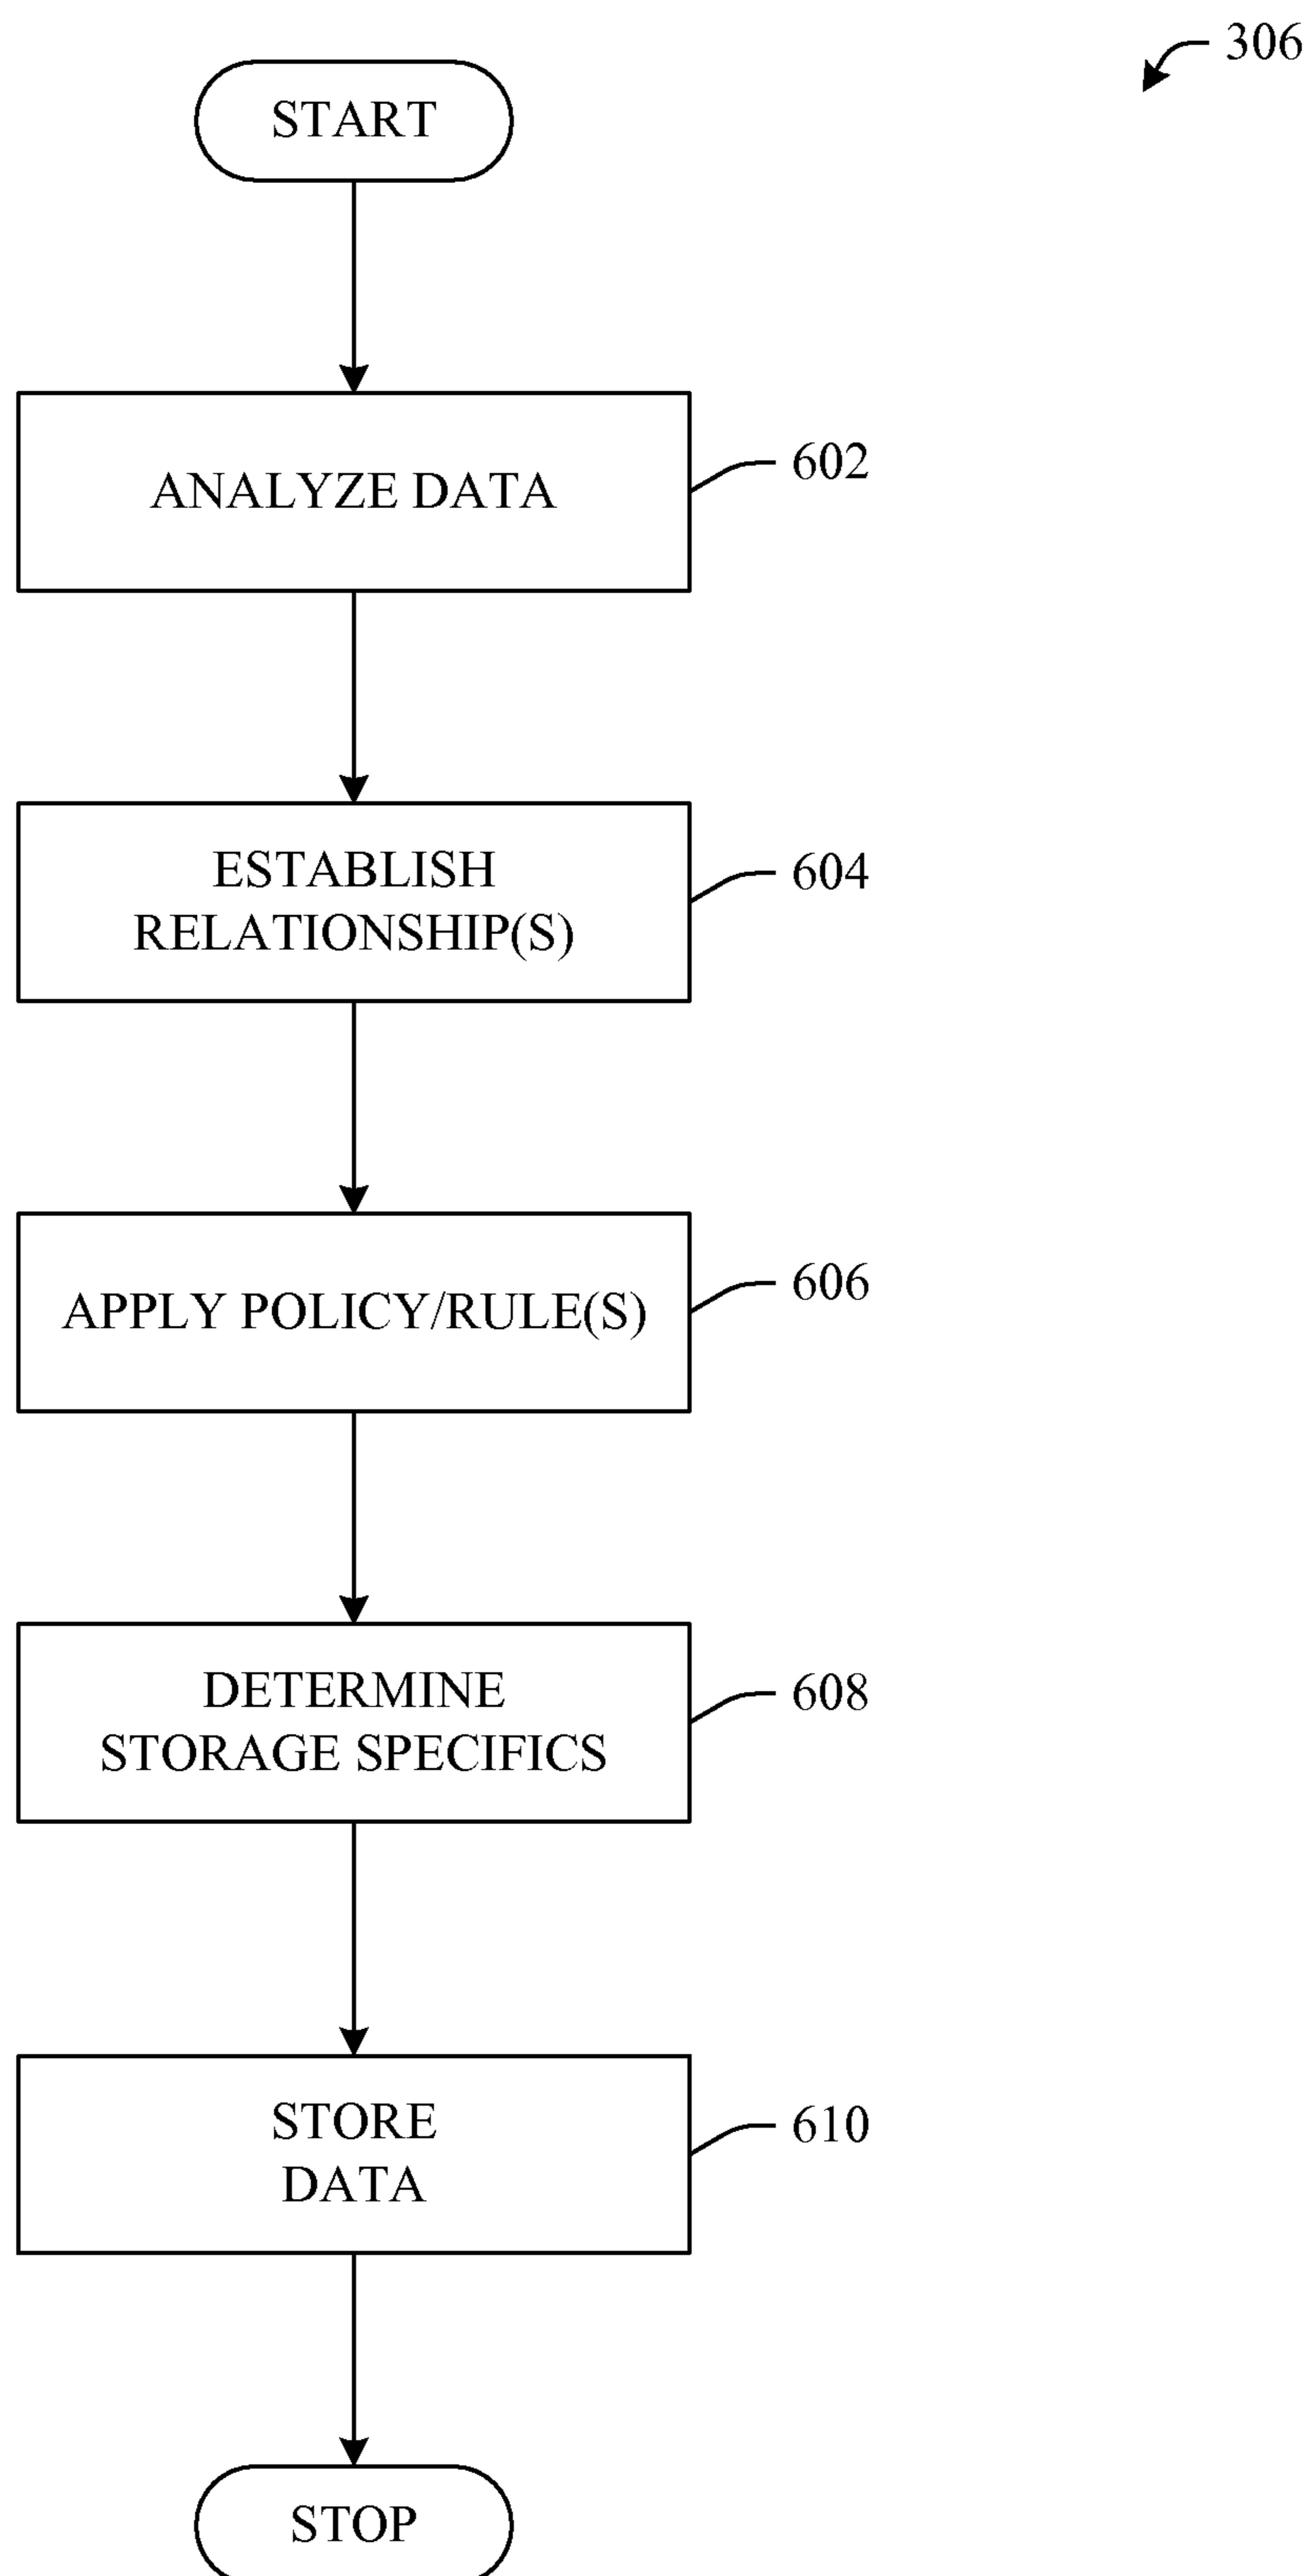 306
START
ANALYZE DATA
602
ESTABLISH
RELATIONSHIP(S)
604
APPLY POLICY/RULE(S)
606
DETERMINE
STORAGE SPECIFICS
608
STORE
DATA
610
STOP